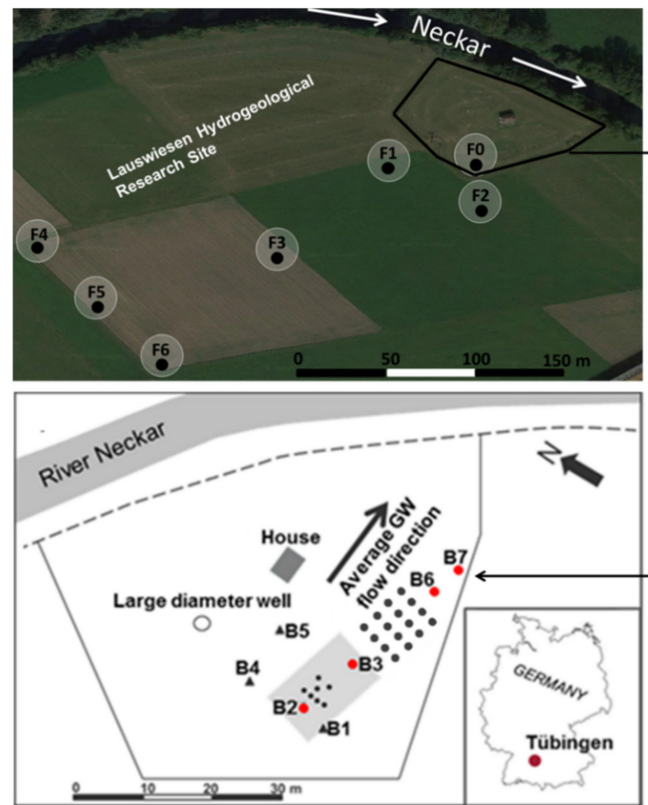 Neckar
Lauswiesen Hydrogeological
Research Site
F1
F0
F2
F4
F3
F5
F6
0 50 100 150 m
River Neckar
N
House
Average GW
flow direction
B7
B6
Large diameter well
B5
B3
B4
B2
B1
GERMANY
Tübingen
0 10 20 30 m